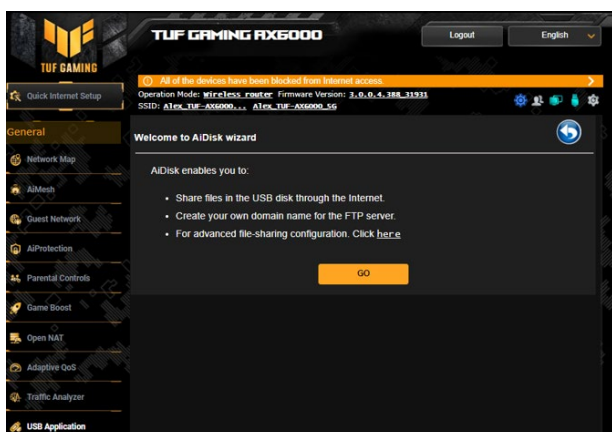 TUF GAMING AX6000
Logout
English
TUF GAMING
All of the devices have been blocked from Internet access.
Quick Internet Setup
Operation Mode: Wireless router Firmware Version: 3.0.0.4.388_31931
SSID: Alex_TUF-AX6000... Alex_TUF-AX6000_5G
General
Welcome to AiDisk wizard
Network Map
AiDisk enables you to:
AiMesh
Share files in the USB disk through the Internet.
Create your own domain name for the FTP server.
Guest Network
For advanced file-sharing configuration. Click here
AiProtection
GO
Parental Controls
Game Boost
Open NAT
Adaptive QoS
Traffic Analyzer
USB Application